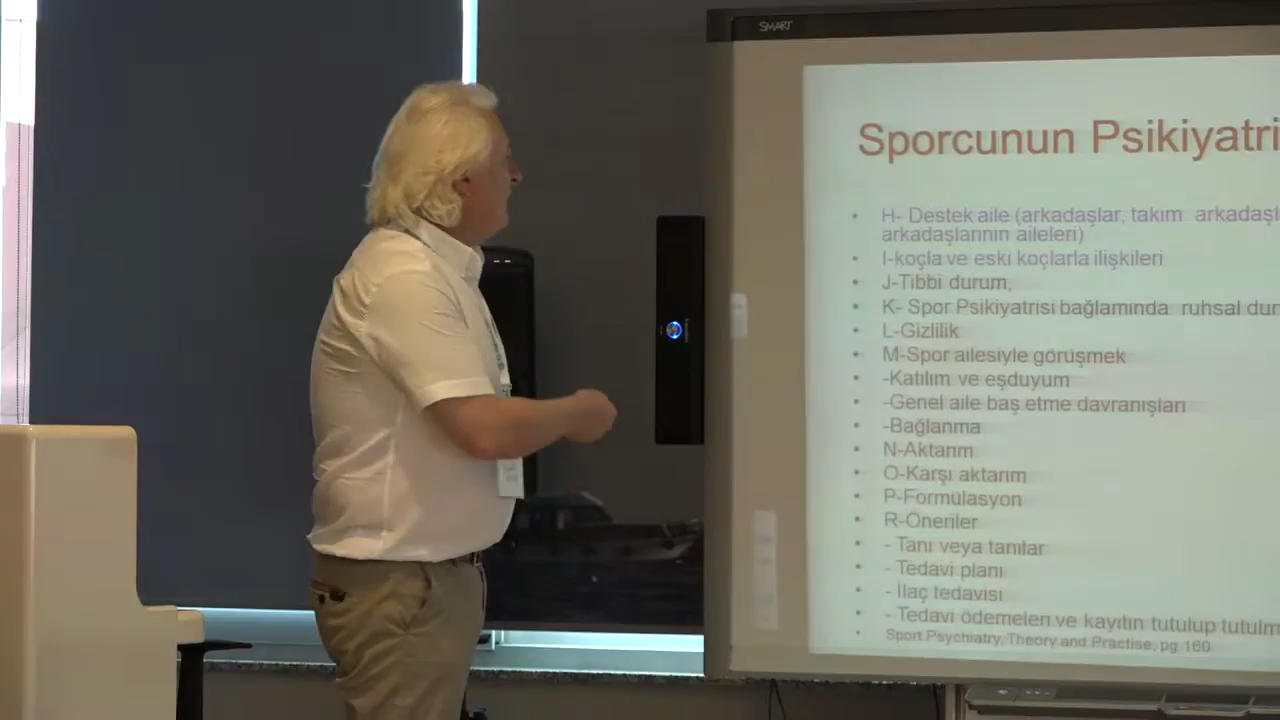 SMART
Sporcunun Psikiyatri
• H- Destek aile (arkadaşlar, takım arkadaşl
arkadaşlarının aileleri)
• I-koçla ve eski koçlarla ilişkileri
• J-Tıbbi durum,
• K- Spor Psikiyatrisi bağlamında ruhsal dur
• L-Gizlilik
• M-Spor ailesiyle görüşmek
• -Katılım ve eşduyum
• -Genel aile baş etme davranışları
• -Bağlanma
• N-Aktarım
• O-Karşı aktarım
• P-Formülasyon
• R-Öneriler
• - Tanı veya tanılar
• - Tedavi planı
• - İlaç tedavisi
• - Tedavi ödemeleri ve kayıtın tutulup tutulm
• Sport Psychiatry, Theory and Practise, pg 160